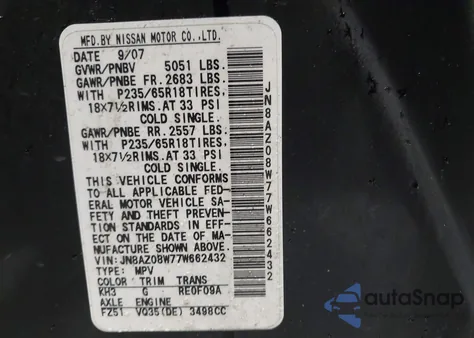 MFD.BY NISSAN MOTOR CO.,LTD.
DATE 9/07
GVWR/PNBV 5051 LBS.
GAWR/PNBE FR. 2683 LBS.
WITH P235/65R18TIRES,
18X7½RIMS.AT 33 PSI
COLD SINGLE.
GAWR/PNBE RR. 2557 LBS.
WITH P235/65R18TIRES,
18X7½RIMS.AT 33 PSI
COLD SINGLE.
THIS VEHICLE CONFORMS
TO ALL APPLICABLE FED-
ERAL MOTOR VEHICLE SA-
FETY AND THEFT PREVEN-
TION STANDARDS IN EFF-
ECT ON THE DATE OF MA-
NUFACTURE SHOWN ABOVE
VIN:JN8AZ08W77W662432
TYPE: MPV
COLOR TRIM TRANS
KH3 G RE0F09A
AXLE ENGINE
FZ51 VQ35(DE) 3498CC
JN8AZ08W77W662432
autoSnap
POWERED BY